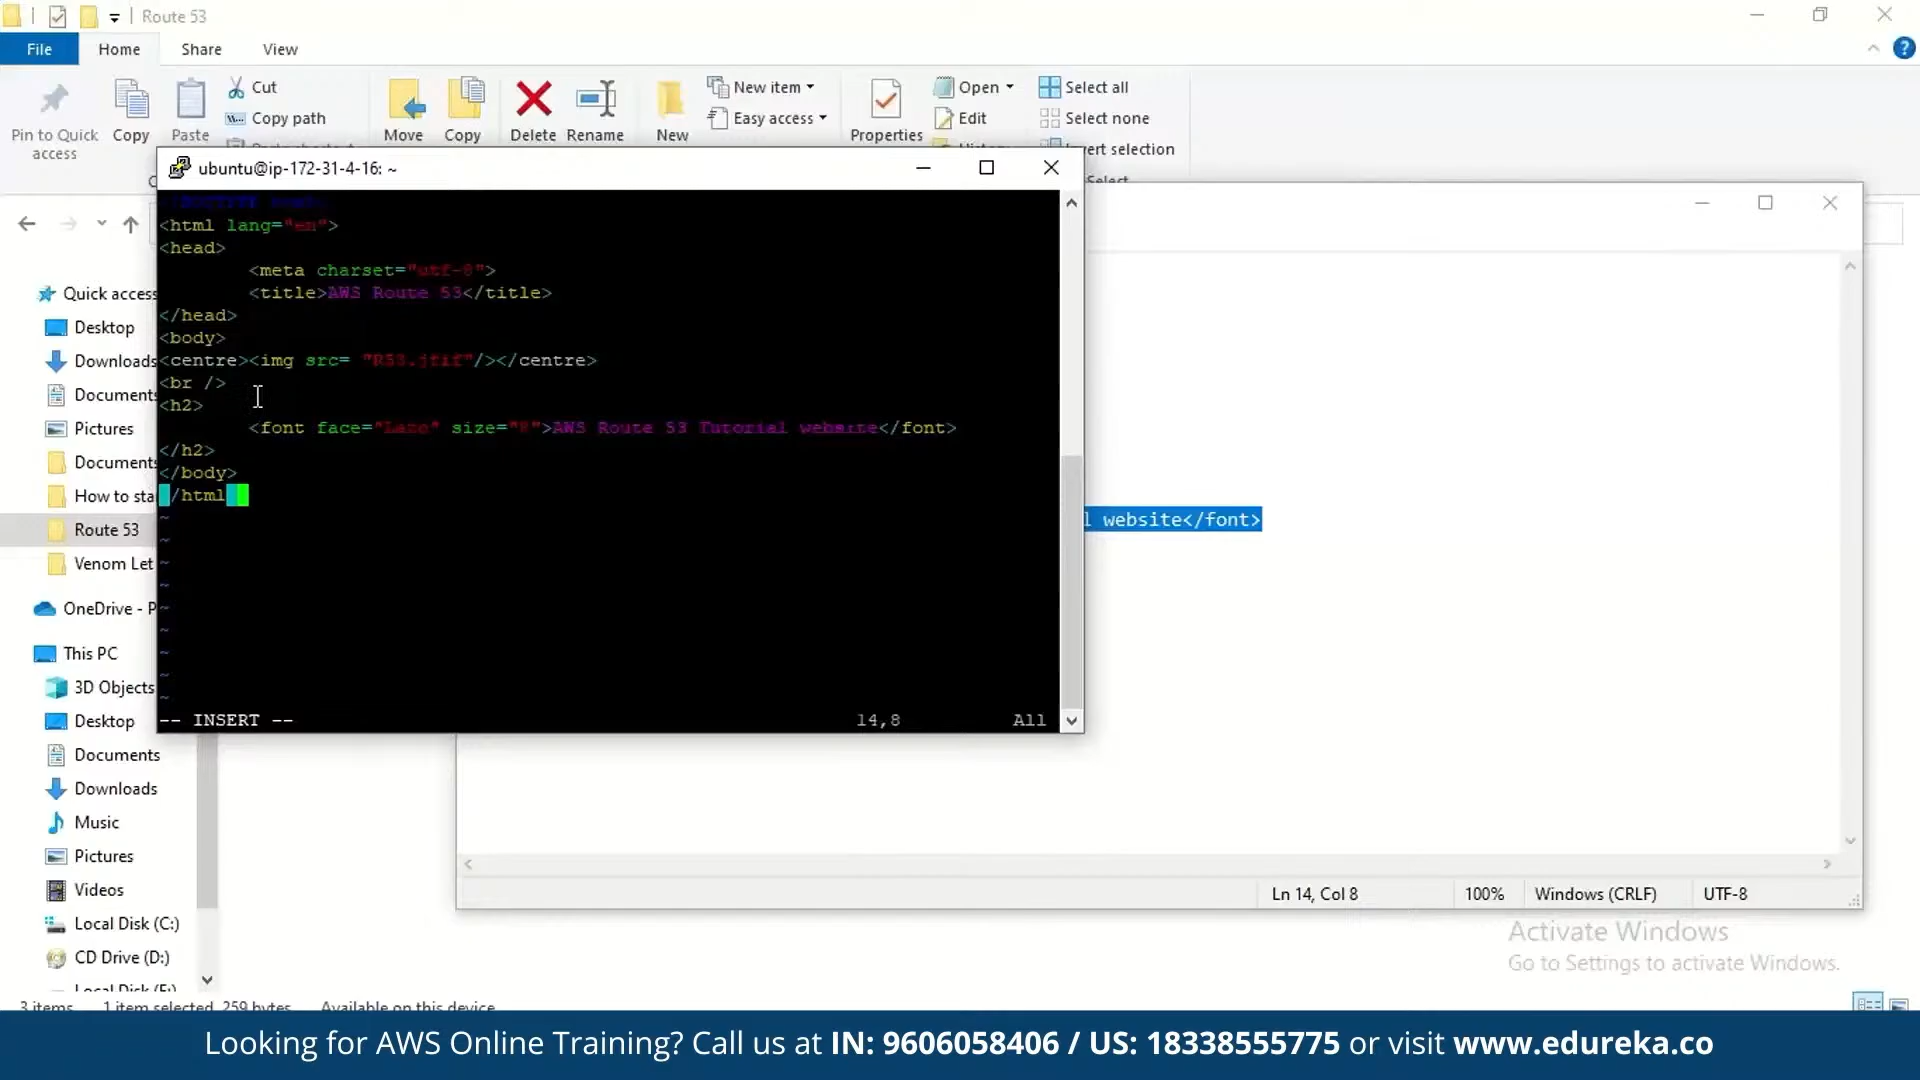 Route 53
File Home Share View
Pin to Quick access
Copy
Paste
Cut
Copy path
Move
Copy
Delete
Rename
New
New item
Easy access
Properties
Open
Edit
Select all
Select none
Invert selection
Select
ubuntu@ip-172-31-4-16: ~
<html lang="en">
<head>
<meta charset="utf-8">
<title>AWS Route 53</title>
</head>
<body>
<centre><img src= "R53.jfif"/></centre>
<br />
<h2>
<font face="Lato" size="8">AWS Route 53 Tutorial website</font>
</h2>
</body>
</html>
~
~
~
~
~
~
~
~
~
-- INSERT -- 14,8 All
l website</font>
Quick access
Desktop
Downloads
Documents
Pictures
Document
How to sta
Route 53
Venom Let
OneDrive - P
This PC
3D Objects
Desktop
Documents
Downloads
Music
Pictures
Videos
Local Disk (C:)
CD Drive (D:)
Ln 14, Col 8 100% Windows (CRLF) UTF-8
Activate Windows
Go to Settings to activate Windows.
3 items 1 item selected 259 bytes Available on this device
Looking for AWS Online Training? Call us at IN: 9606058406 / US: 18338555775 or visit www.edureka.co